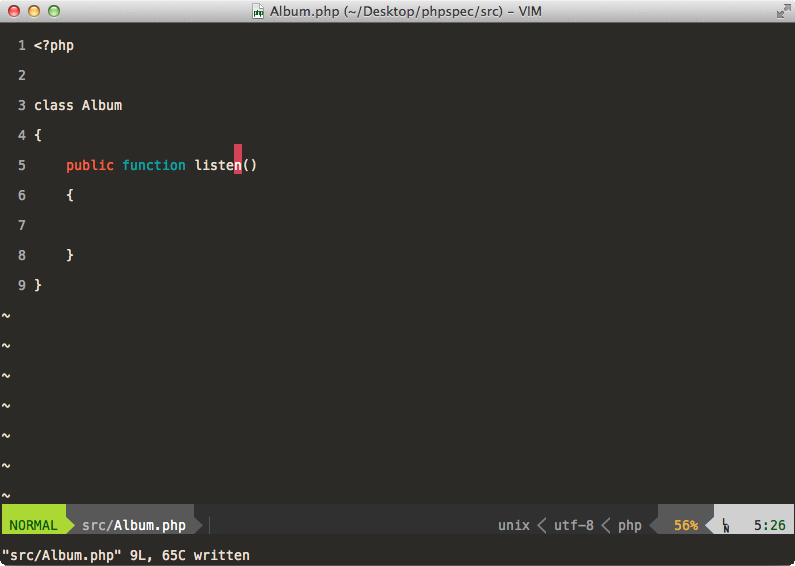 Album.php (~/Desktop/phpspec/src) - VIM
1 <?php
2
3 class Album
4 {
5     public function listen()
6     {
7
8     }
9 }
~
~
~
~
~
~
~
NORMAL src/Album.php unix utf-8 php 56% LN 5:26
"src/Album.php" 9L, 65C written